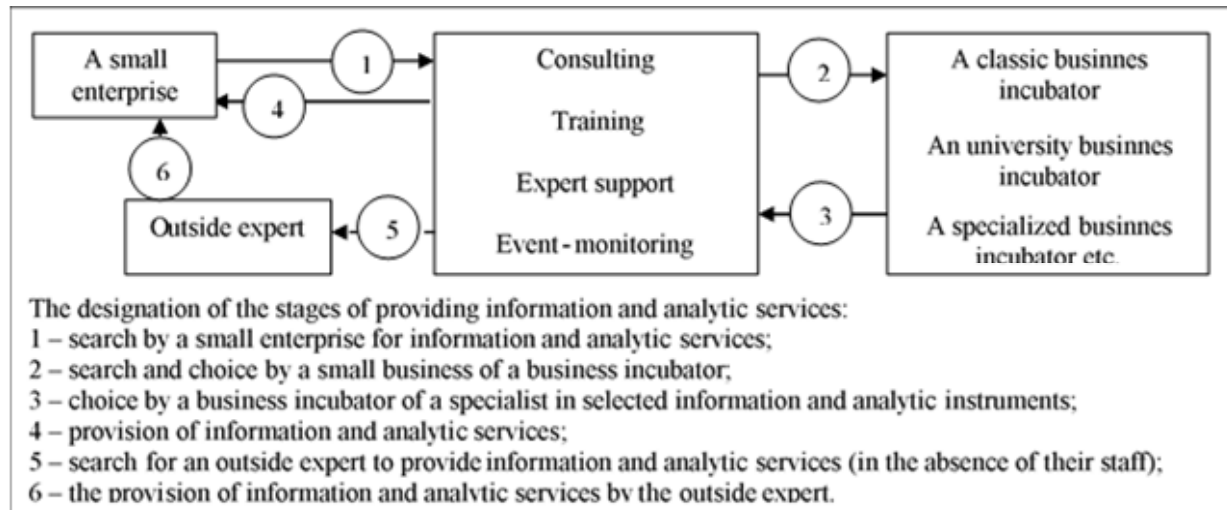 A small
enterprise
1
4
6
Outside expert
5
Consulting
Training
Expert support
Event-monitoring
2
3
A classic businnes
incubator
An university businnes
incubator
A specialized businnes
incubator etc.
The designation of the stages of providing information and analytic services:
1 – search by a small enterprise for information and analytic services;
2 – search and choice by a small business of a business incubator;
3 – choice by a business incubator of a specialist in selected information and analytic instruments;
4 – provision of information and analytic services;
5 – search for an outside expert to provide information and analytic services (in the absence of their staff);
6 – the provision of information and analytic services by the outside expert.